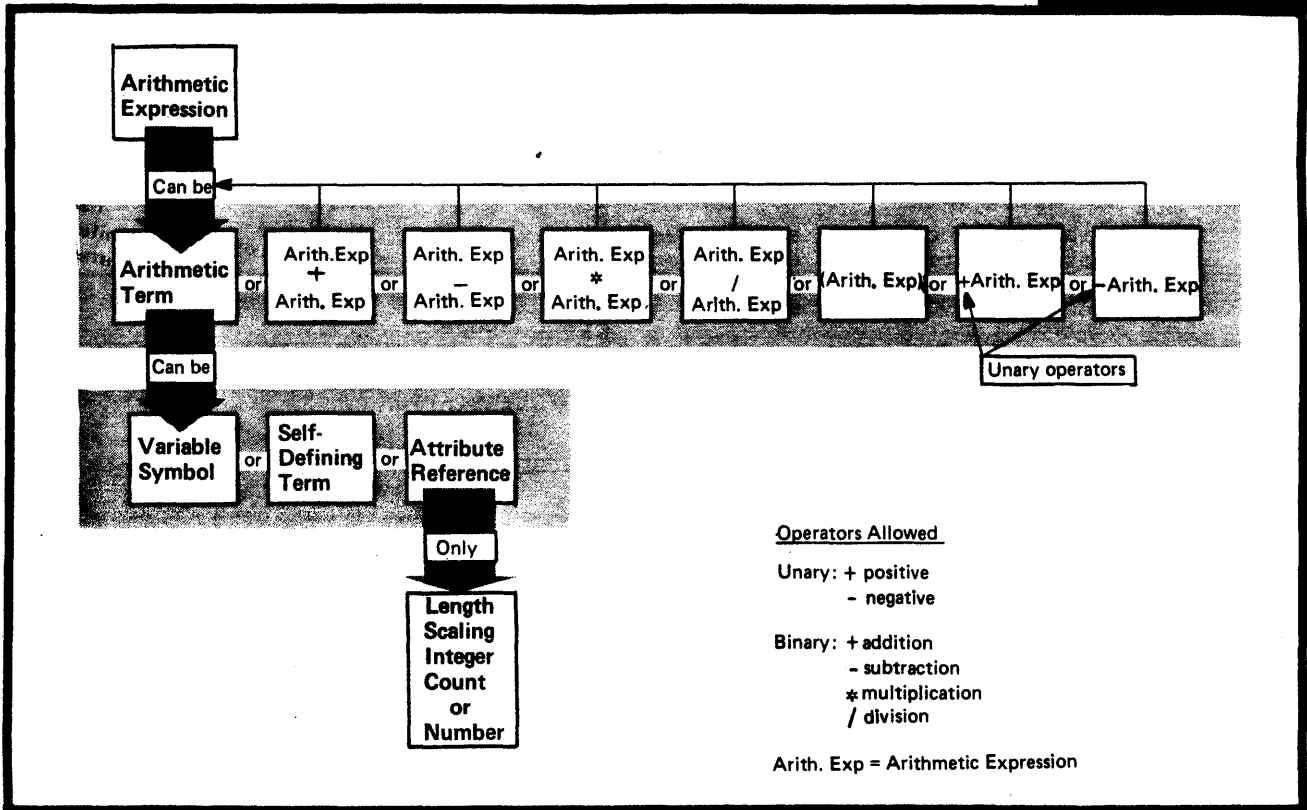 Arithmetic
Expression
Can be
Arithmetic
Term
or
Arith.Exp
+
Arith. Exp
or
Arith. Exp
−
Arith. Exp
or
Arith. Exp
*
Arith. Exp
or
Arith. Exp
/
Arith. Exp
or
(Arith. Exp)
or
+Arith. Exp
or
−Arith. Exp
Unary operators
Can be
Variable
Symbol
or
Self-
Defining
Term
or
Attribute
Reference
Only
Length
Scaling
Integer
Count
or
Number
Operators Allowed
Unary: + positive
− negative
Binary: + addition
− subtraction
* multiplication
/ division
Arith. Exp = Arithmetic Expression